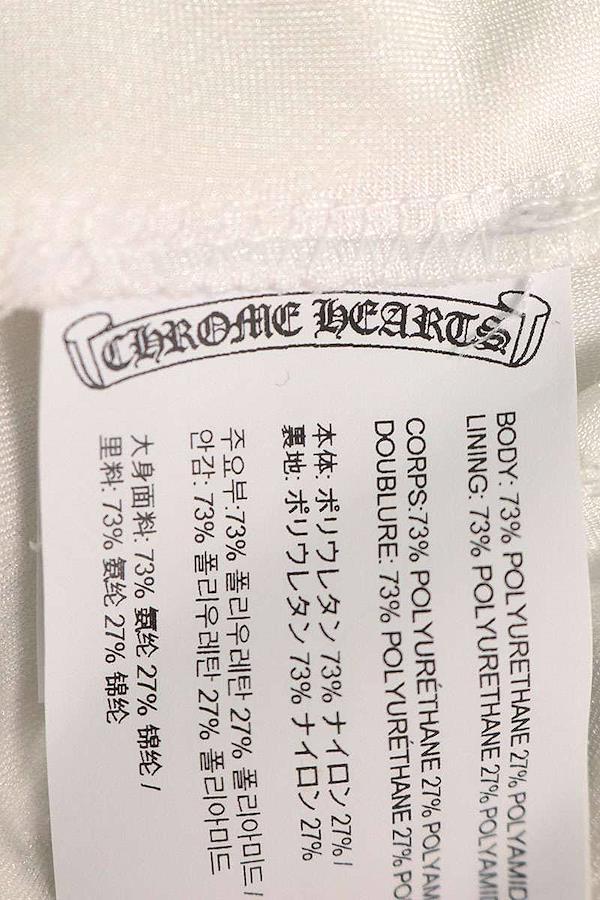 CHROME HEARTS
BODY: 73% POLYURETHANE 27%
LINING: 73% POLYURETHANE 27%
CORPS:73% POLYURÉTHANE 27%
DOUBLURE: 73% POLYURÉTHANE 27%
本体: ポリウレタン 73% ナイロン 27% /
裏地: ポリウレタン 73% ナイロン 27%
주요부:73% 폴리우레탄 27% 폴리아미드 /
안감: 73% 폴리우레탄 27% 폴리아미드
大身面料: 73% 氨纶 27% 锦纶 /
里料: 73% 氨纶 27% 锦纶